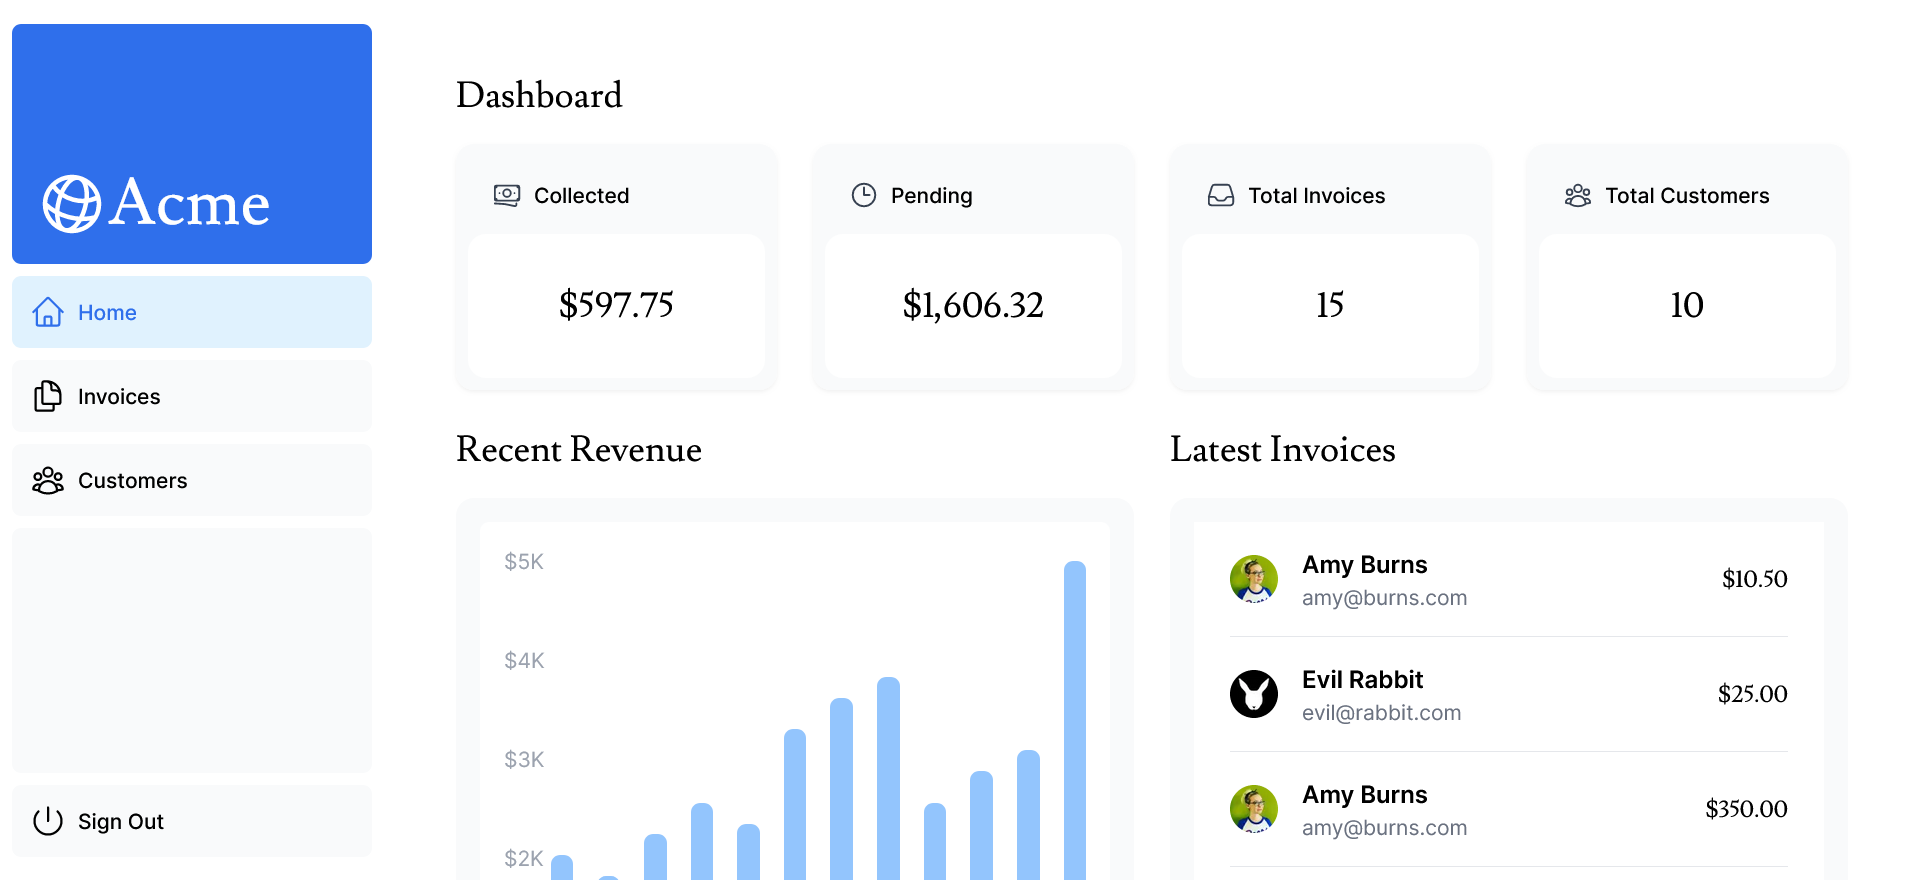 Acme
Home
Invoices
Customers
Sign Out
Dashboard
Collected
$597.75
Pending
$1,606.32
Total Invoices
15
Total Customers
10
Recent Revenue
$5K
$4K
$3K
$2K
Latest Invoices
Amy Burns
amy@burns.com
$10.50
Evil Rabbit
evil@rabbit.com
$25.00
Amy Burns
amy@burns.com
$350.00